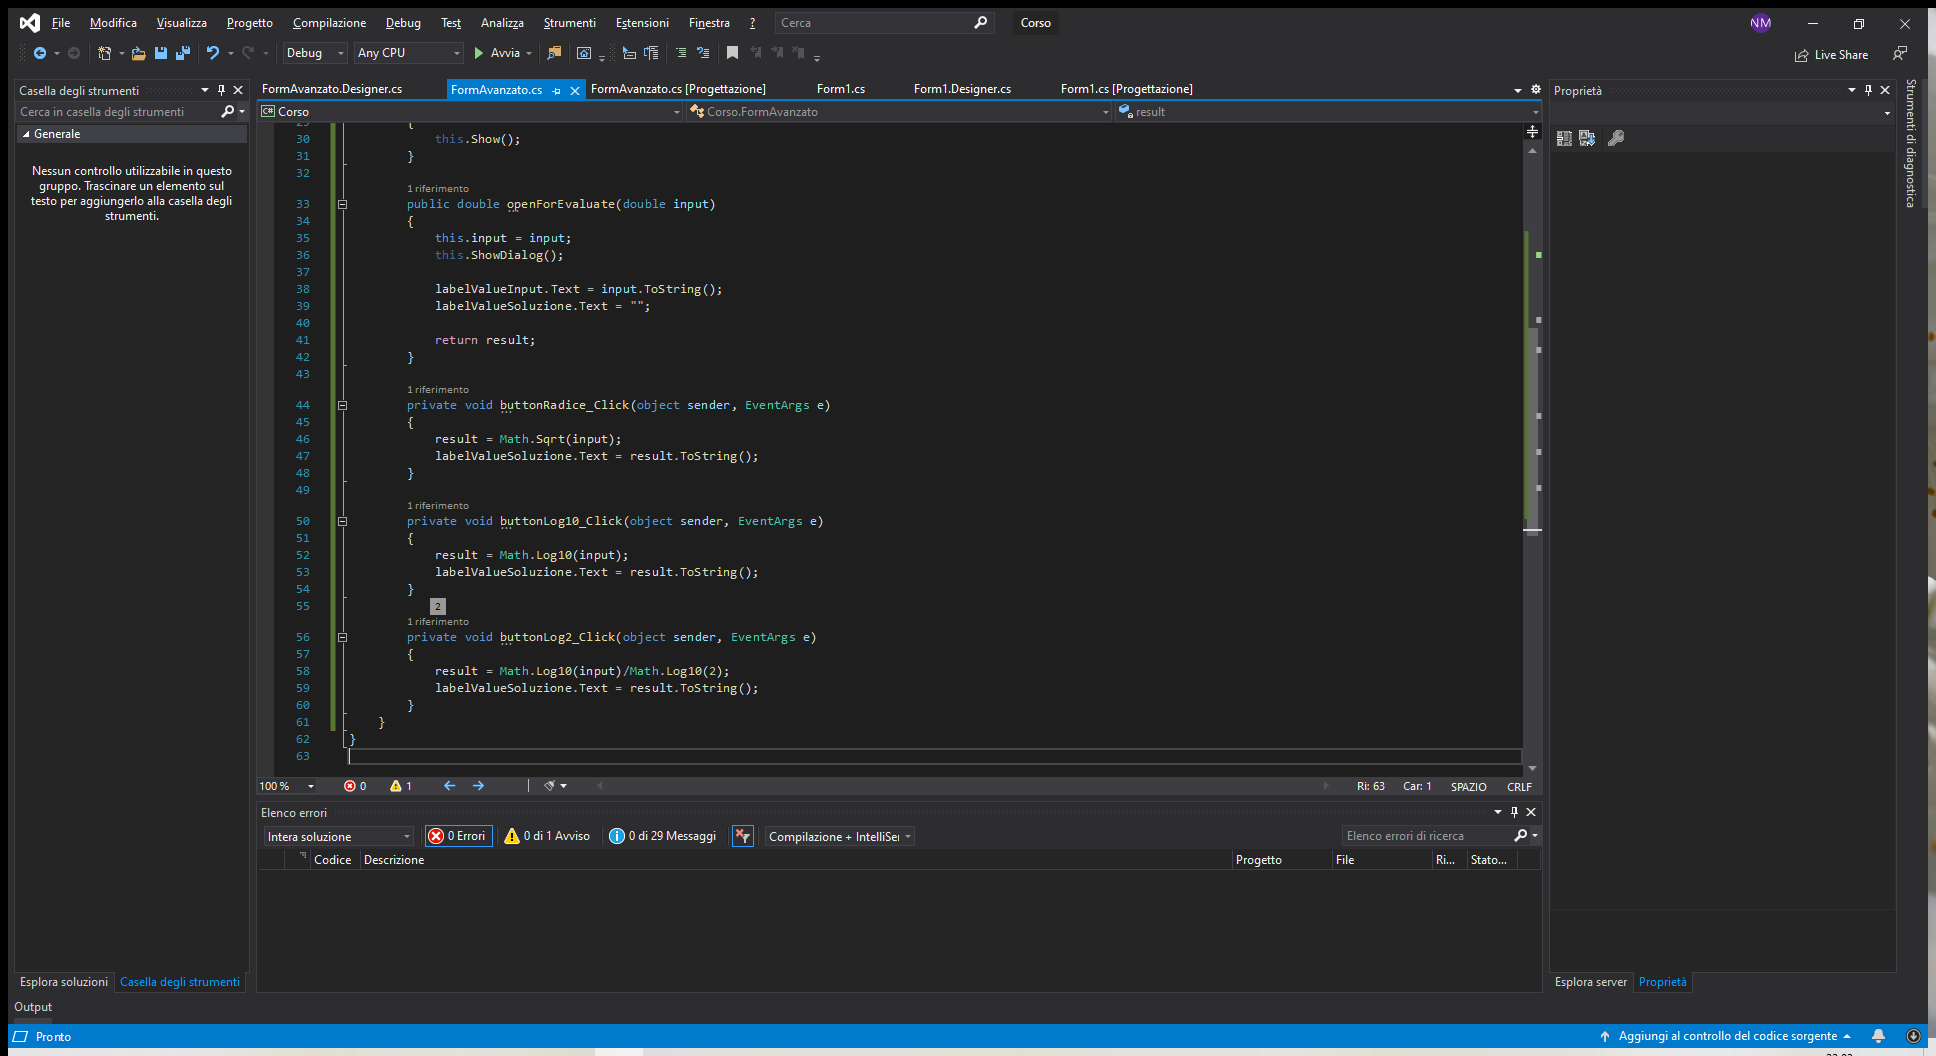 File Modifica Visualizza Progetto Compilazione Debug Test Analizza Strumenti Estensioni Finestra ? Cerca Corso NM
Debug Any CPU Avvia Live Share
Casella degli strumenti
Cerca in casella degli strumenti
Generale
Nessun controllo utilizzabile in questo
gruppo. Trascinare un elemento sul
testo per aggiungerlo alla casella degli
strumenti.
FormAvanzato.Designer.cs FormAvanzato.cs FormAvanzato.cs [Progettazione] Form1.cs Form1.Designer.cs Form1.cs [Progettazione]
C# Corso Corso.FormAvanzato result
{
30 this.Show();
31 }
32
1 riferimento
33 public double openForEvaluate(double input)
34 {
35 this.input = input;
36 this.ShowDialog();
37
38 labelValueInput.Text = input.ToString();
39 labelValueSoluzione.Text = "";
40
41 return result;
42 }
43
1 riferimento
44 private void buttonRadice_Click(object sender, EventArgs e)
45 {
46 result = Math.Sqrt(input);
47 labelValueSoluzione.Text = result.ToString();
48 }
49
1 riferimento
50 private void buttonLog10_Click(object sender, EventArgs e)
51 {
52 result = Math.Log10(input);
53 labelValueSoluzione.Text = result.ToString();
54 }
55 2
1 riferimento
56 private void buttonLog2_Click(object sender, EventArgs e)
57 {
58 result = Math.Log10(input)/Math.Log10(2);
59 labelValueSoluzione.Text = result.ToString();
60 }
61 }
62 }
63
100 % 0 1 Ri: 63 Car: 1 SPAZIO CRLF
Elenco errori
Intera soluzione 0 Errori 0 di 1 Avviso 0 di 29 Messaggi Compilazione + IntelliSe Elenco errori di ricerca
Codice Descrizione Progetto File Ri... Stato...
Proprietà
Strumenti di diagnostica
Esplora soluzioni Casella degli strumenti
Esplora server Proprietà
Output
Pronto Aggiungi al controllo del codice sorgente